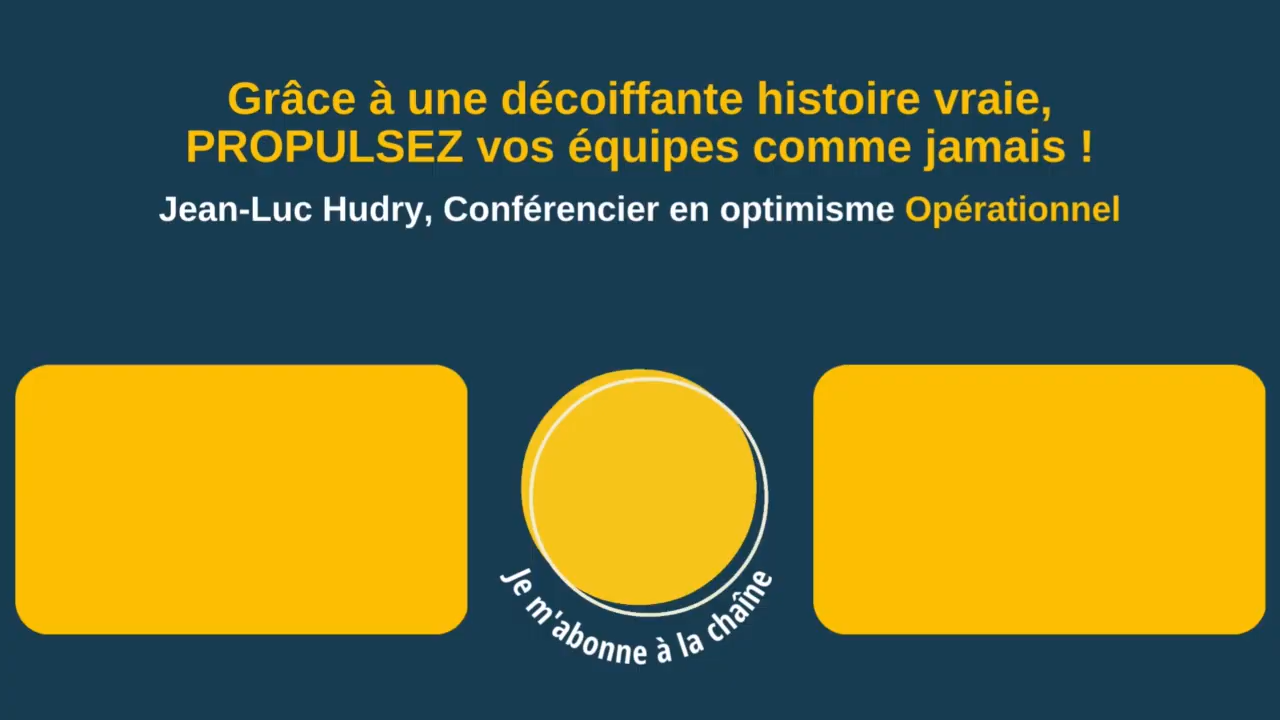 Grâce à une décoiffante histoire vraie,
PROPULSEZ vos équipes comme jamais !
Jean-Luc Hudry, Conférencier en optimisme Opérationnel
Je m'abonne à la chaîne